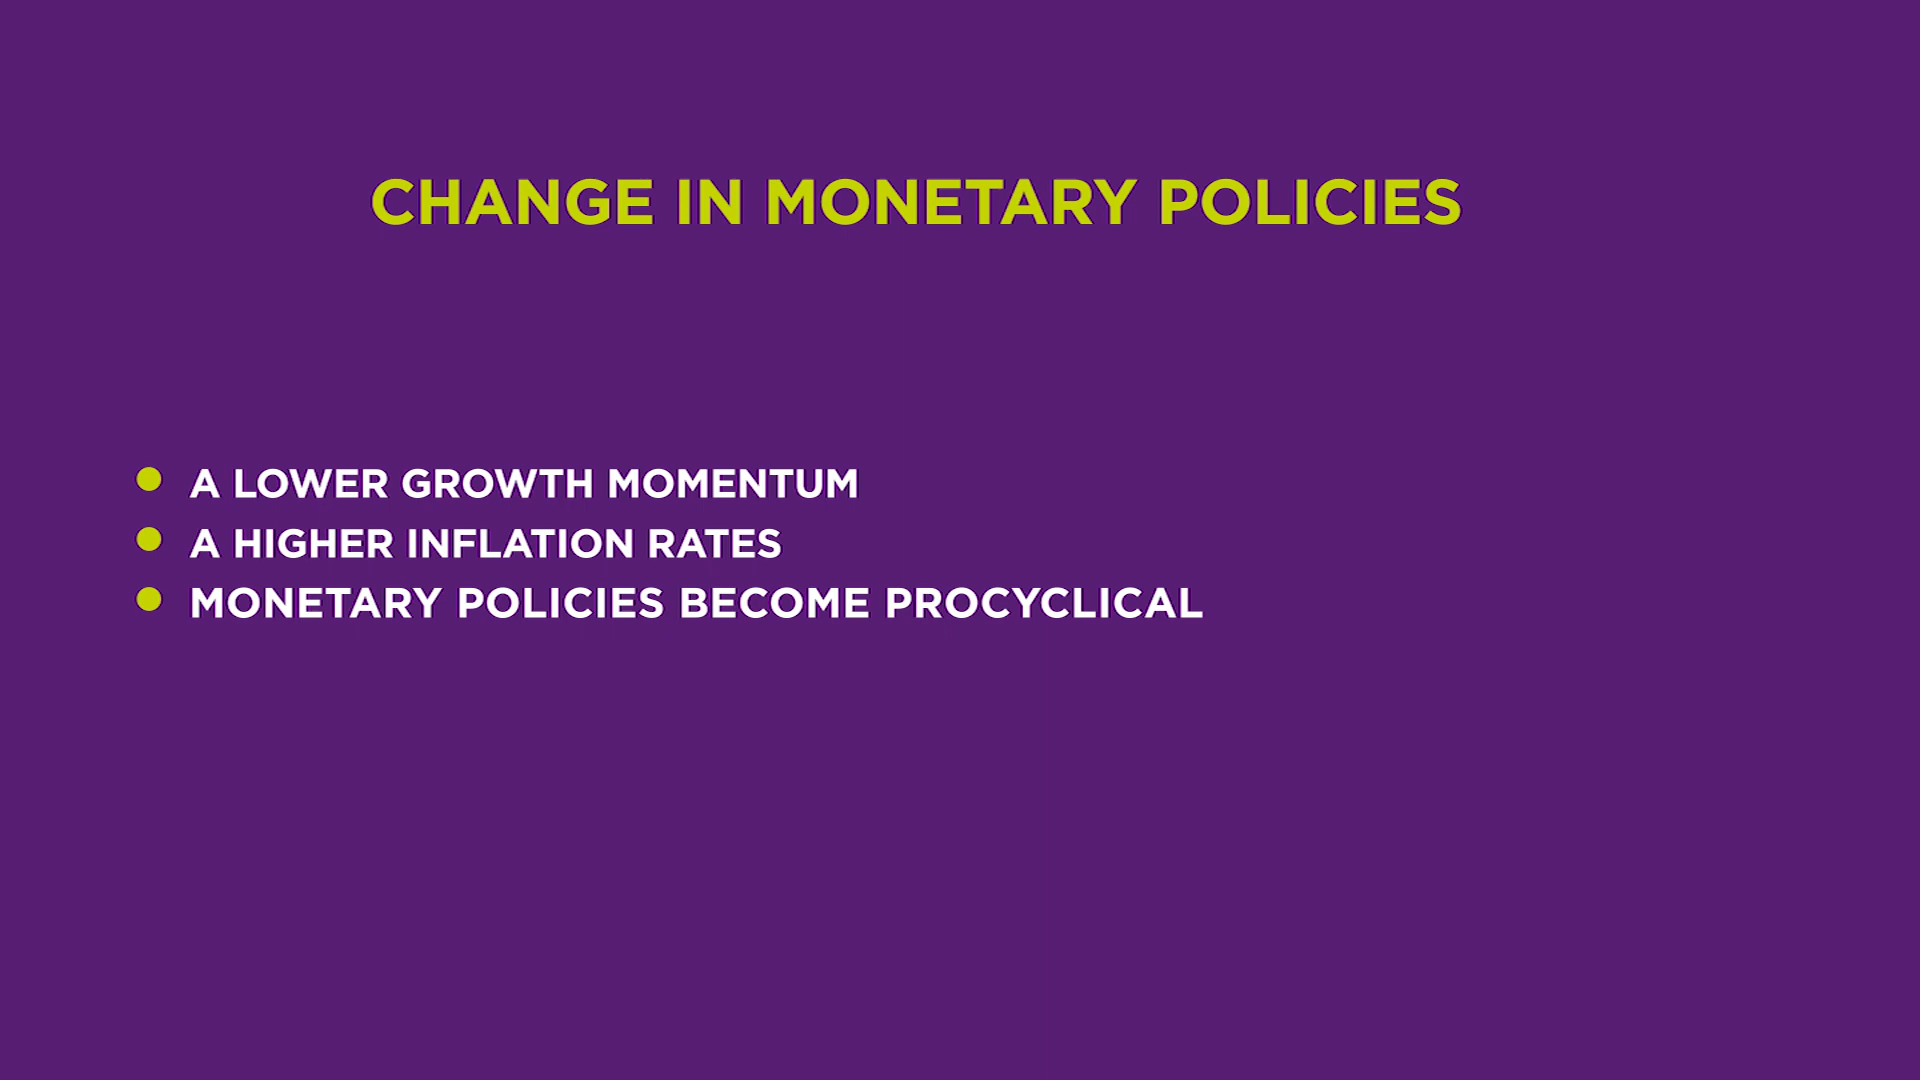 CHANGE IN MONETARY POLICIES
A LOWER GROWTH MOMENTUM
A HIGHER INFLATION RATES
MONETARY POLICIES BECOME PROCYCLICAL